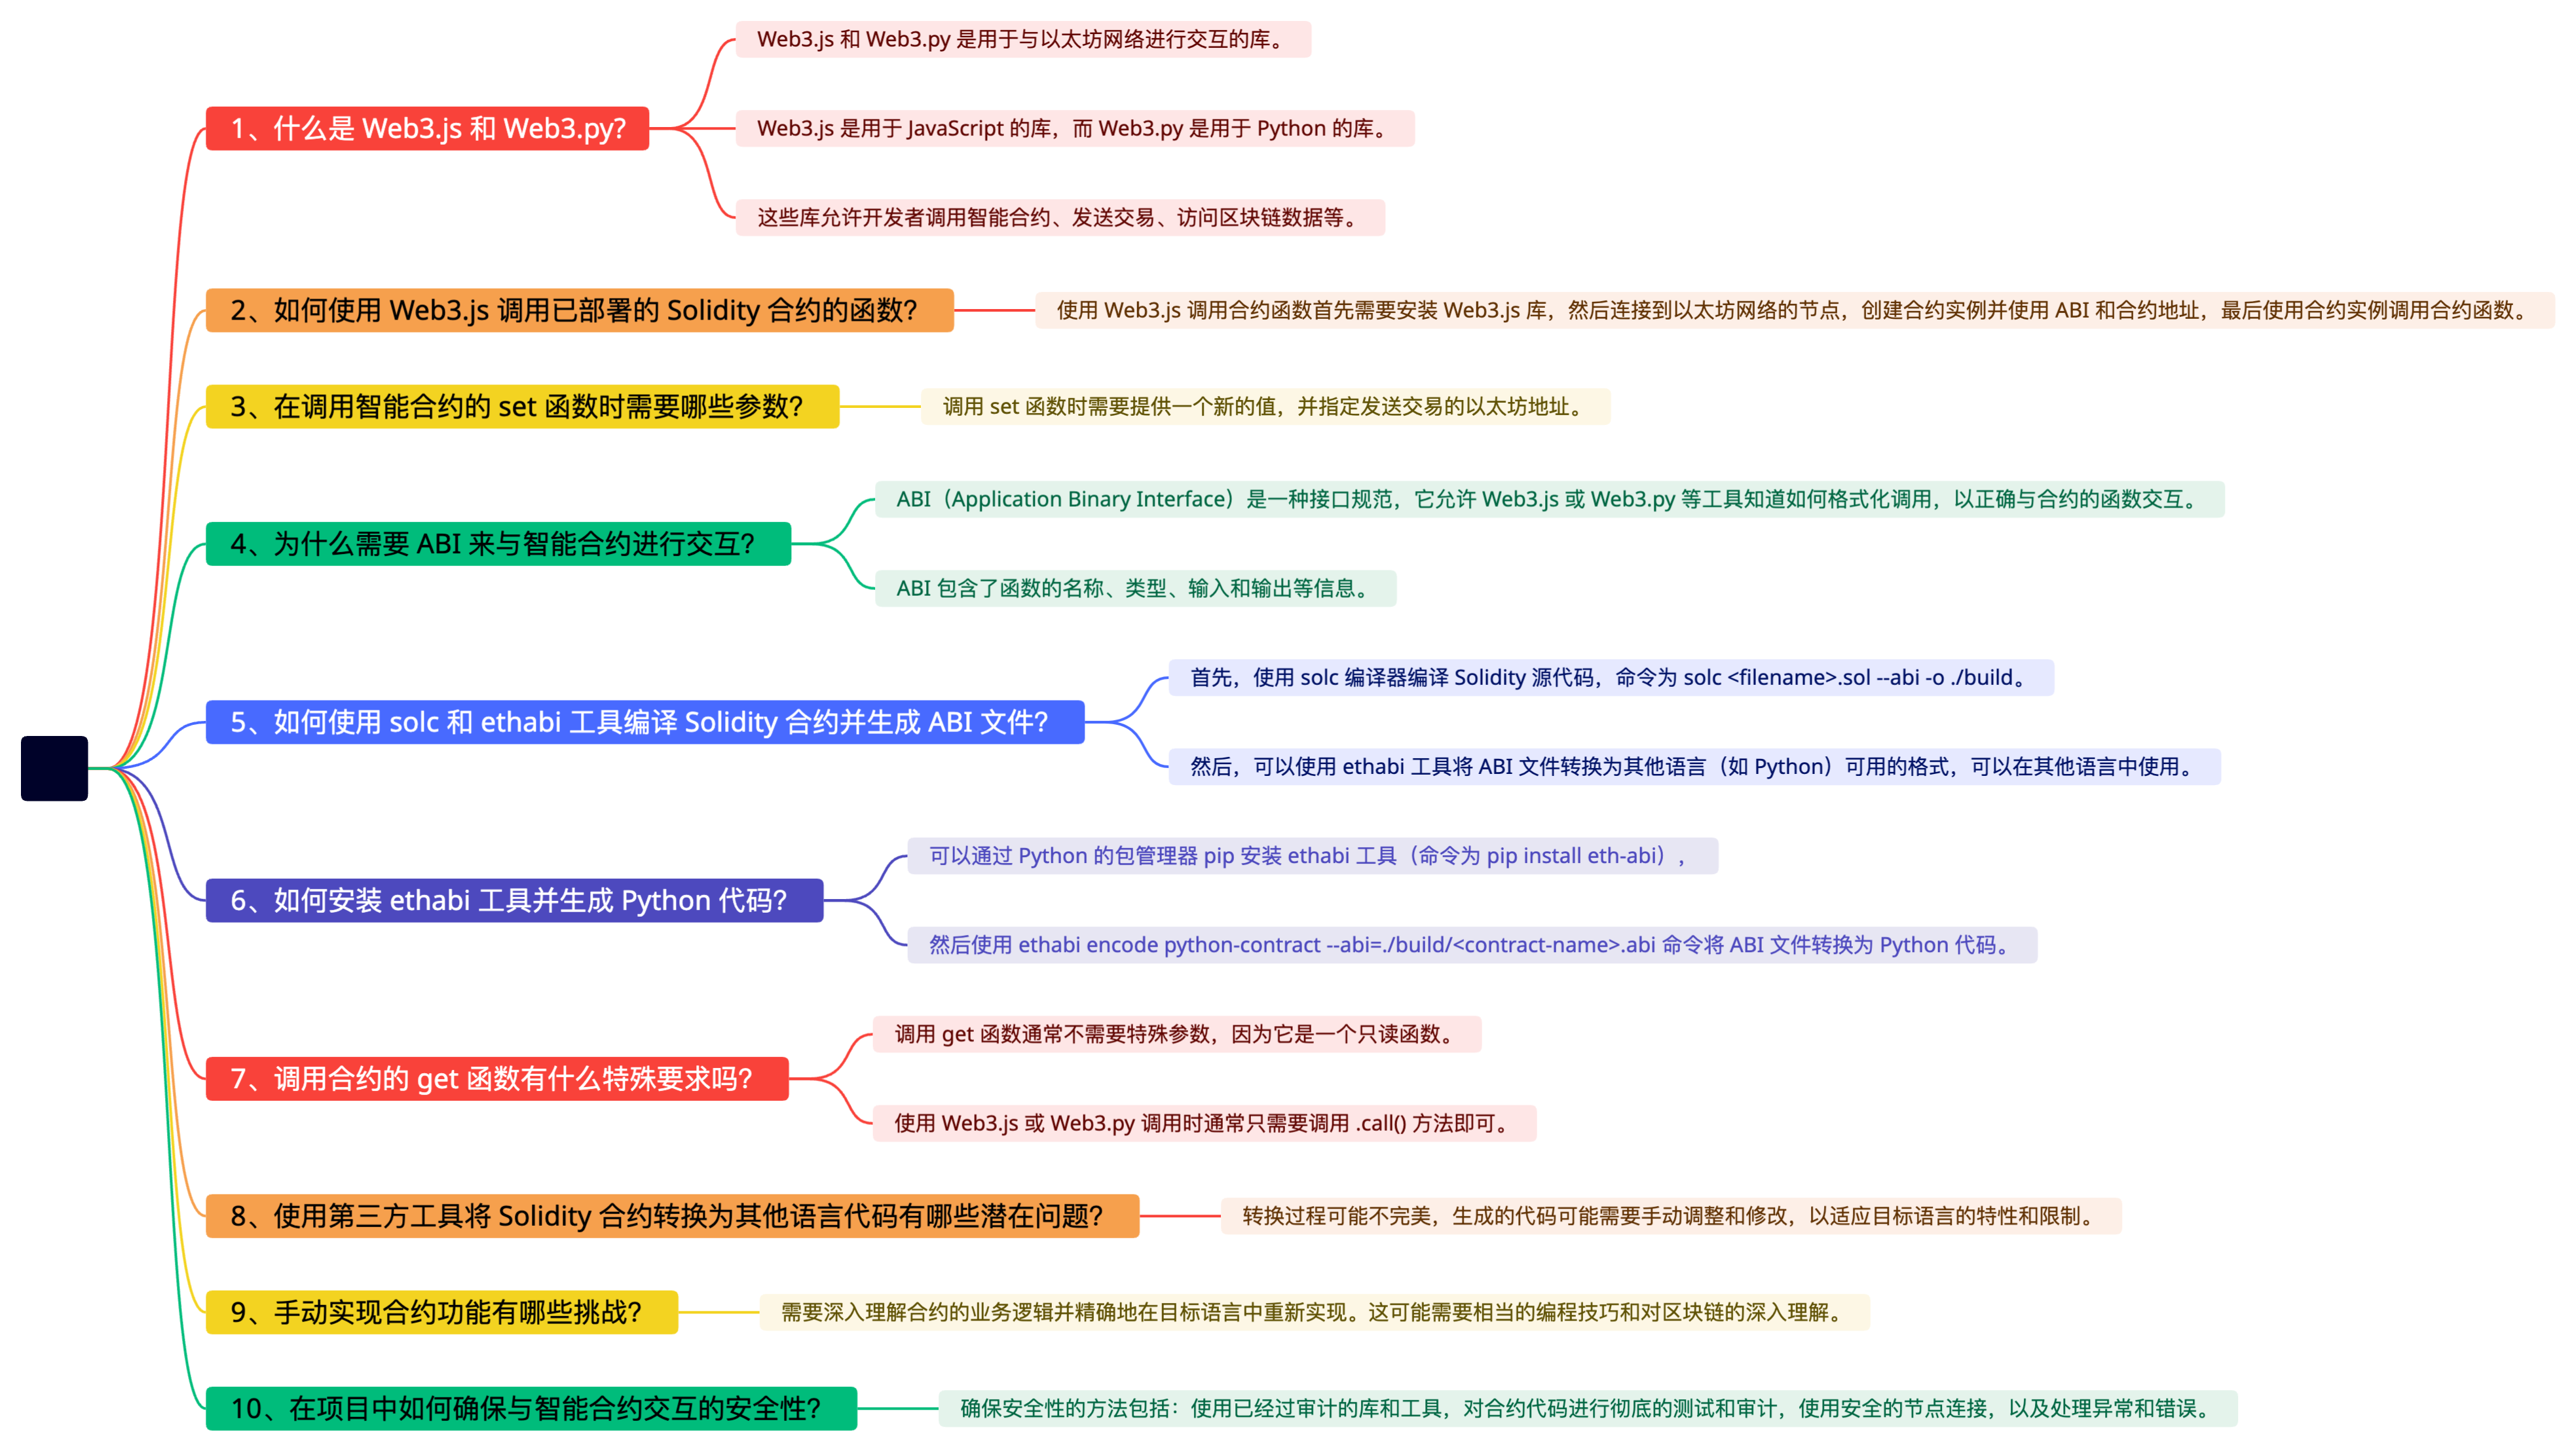 1、什么是 Web3.js 和 Web3.py?
Web3.js 和 Web3.py 是用于与以太坊网络进行交互的库。
Web3.js 是用于 JavaScript 的库，而 Web3.py 是用于 Python 的库。
这些库允许开发者调用智能合约、发送交易、访问区块链数据等。
2、如何使用 Web3.js 调用已部署的 Solidity 合约的函数？
使用 Web3.js 调用合约函数首先需要安装 Web3.js 库，然后连接到以太坊网络的节点，创建合约实例并使用 ABI 和合约地址，最后使用合约实例调用合约函数。
3、在调用智能合约的 set 函数时需要哪些参数？
调用 set 函数时需要提供一个新的值，并指定发送交易的以太坊地址。
4、为什么需要 ABI 来与智能合约进行交互？
ABI（Application Binary Interface）是一种接口规范，它允许 Web3.js 或 Web3.py 等工具知道如何格式化调用，以正确与合约的函数交互。
ABI 包含了函数的名称、类型、输入和输出等信息。
5、如何使用 solc 和 ethabi 工具编译 Solidity 合约并生成 ABI 文件？
首先，使用 solc 编译器编译 Solidity 源代码，命令为 solc <filename>.sol --abi -o ./build。
然后，可以使用 ethabi 工具将 ABI 文件转换为其他语言（如 Python）可用的格式，可以在其他语言中使用。
6、如何安装 ethabi 工具并生成 Python 代码？
可以通过 Python 的包管理器 pip 安装 ethabi 工具（命令为 pip install eth-abi），
然后使用 ethabi encode python-contract --abi=./build/<contract-name>.abi 命令将 ABI 文件转换为 Python 代码。
7、调用合约的 get 函数有什么特殊要求吗？
调用 get 函数通常不需要特殊参数，因为它是一个只读函数。
使用 Web3.js 或 Web3.py 调用时通常只需要调用 .call() 方法即可。
8、使用第三方工具将 Solidity 合约转换为其他语言代码有哪些潜在问题？
转换过程可能不完美，生成的代码可能需要手动调整和修改，以适应目标语言的特性和限制。
9、手动实现合约功能有哪些挑战？
需要深入理解合约的业务逻辑并精确地在目标语言中重新实现。这可能需要相当的编程技巧和对区块链的深入理解。
10、在项目中如何确保与智能合约交互的安全性？
确保安全性的方法包括：使用已经过审计的库和工具，对合约代码进行彻底的测试和审计，使用安全的节点连接，以及处理异常和错误。